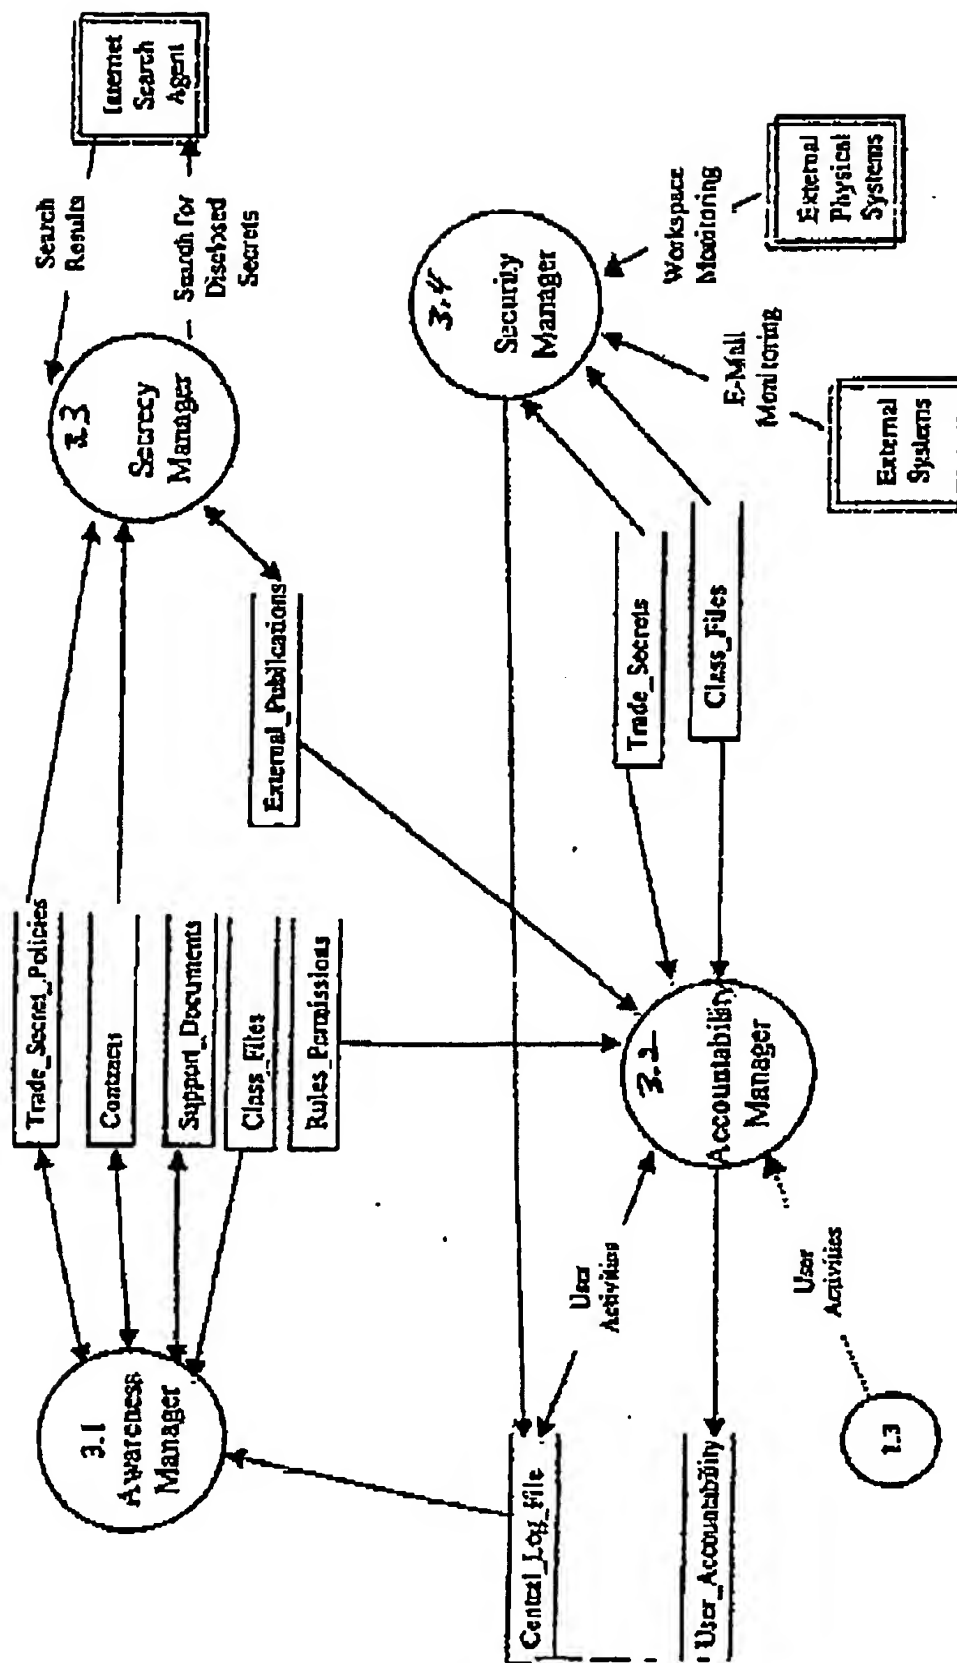 3.1
Awareness
Manager
Trade_Secret_Policies
Contracts
Support_Documents
Class_Files
Rules_Permissions
3.3
Secrecy
Manager
Search
Results
Search for
Disclosed
Secrets
Internet
Search
Agent
External_Publications
Central_Log_File
User_Accountability
User
Activities
3.2
Accountability
Manager
User
Activities
1.3
Trade_Secrets
Class_Files
3.4
Security
Manager
Workspace
Monitoring
E-Mail
Monitoring
External
Physical
Systems
External
Systems